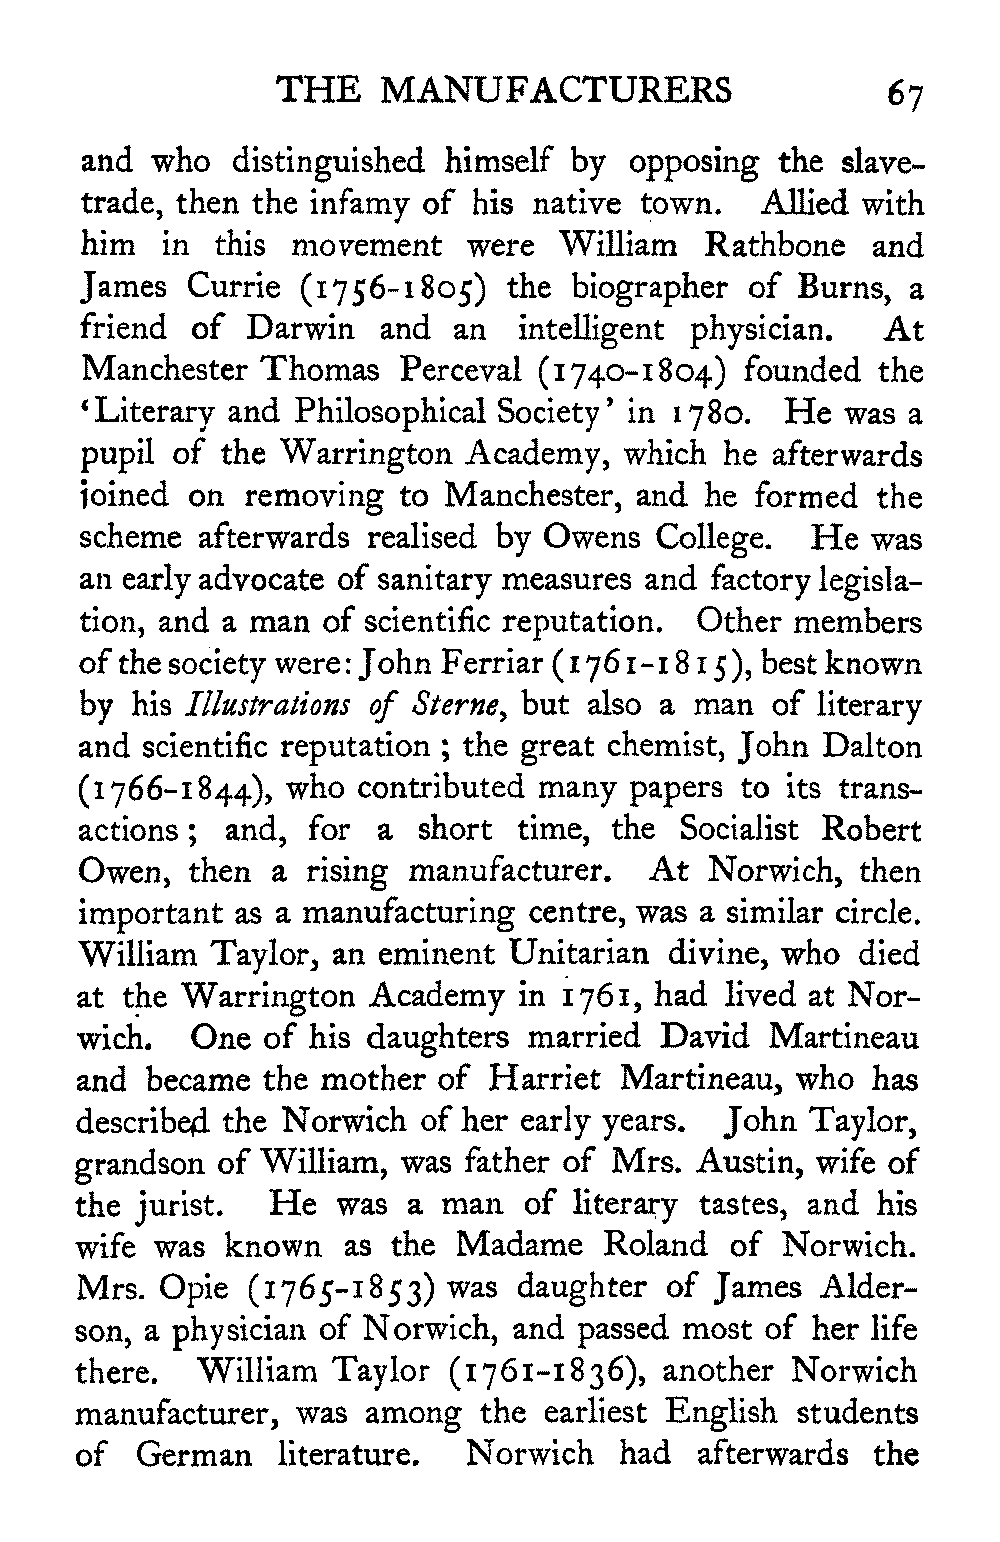 THE MANUFACTURERS 67
and who distinguished himself by opposing the slave-
trade, then the infamy of his native town. Allied with
him in this movement were William Rathbone and
James Currie (1756-1805) the biographer of Burns, a
friend of Darwin and an intelligent physician. At
Manchester Thomas Perceval (1740-1804) founded the
‘Literary and Philosophical Society’ in 1780. He was a
pupil of the Warrington Academy, which he afterwards
joined on removing to Manchester, and he formed the
scheme afterwards realised by Owens College. He was
an early advocate of sanitary measures and factory legisla-
tion, and a man of scientific reputation. Other members
of the society were: John Ferriar (1761-1815), best known
by his Illustrations of Sterne, but also a man of literary
and scientific reputation ; the great chemist, John Dalton
(1766-1844), who contributed many papers to its trans-
actions ; and, for a short time, the Socialist Robert
Owen, then a rising manufacturer. At Norwich, then
important as a manufacturing centre, was a similar circle.
William Taylor, an eminent Unitarian divine, who died
at the Warrington Academy in 1761, had lived at Nor-
wich. One of his daughters married David Martineau
and became the mother of Harriet Martineau, who has
described the Norwich of her early years. John Taylor,
grandson of William, was father of Mrs. Austin, wife of
the jurist. He was a man of literary tastes, and his
wife was known as the Madame Roland of Norwich.
Mrs. Opie (1765-1853) was daughter of James Alder-
son, a physician of Norwich, and passed most of her life
there. William Taylor (1761-1836), another Norwich
manufacturer, was among the earliest English students
of German literature. Norwich had afterwards the